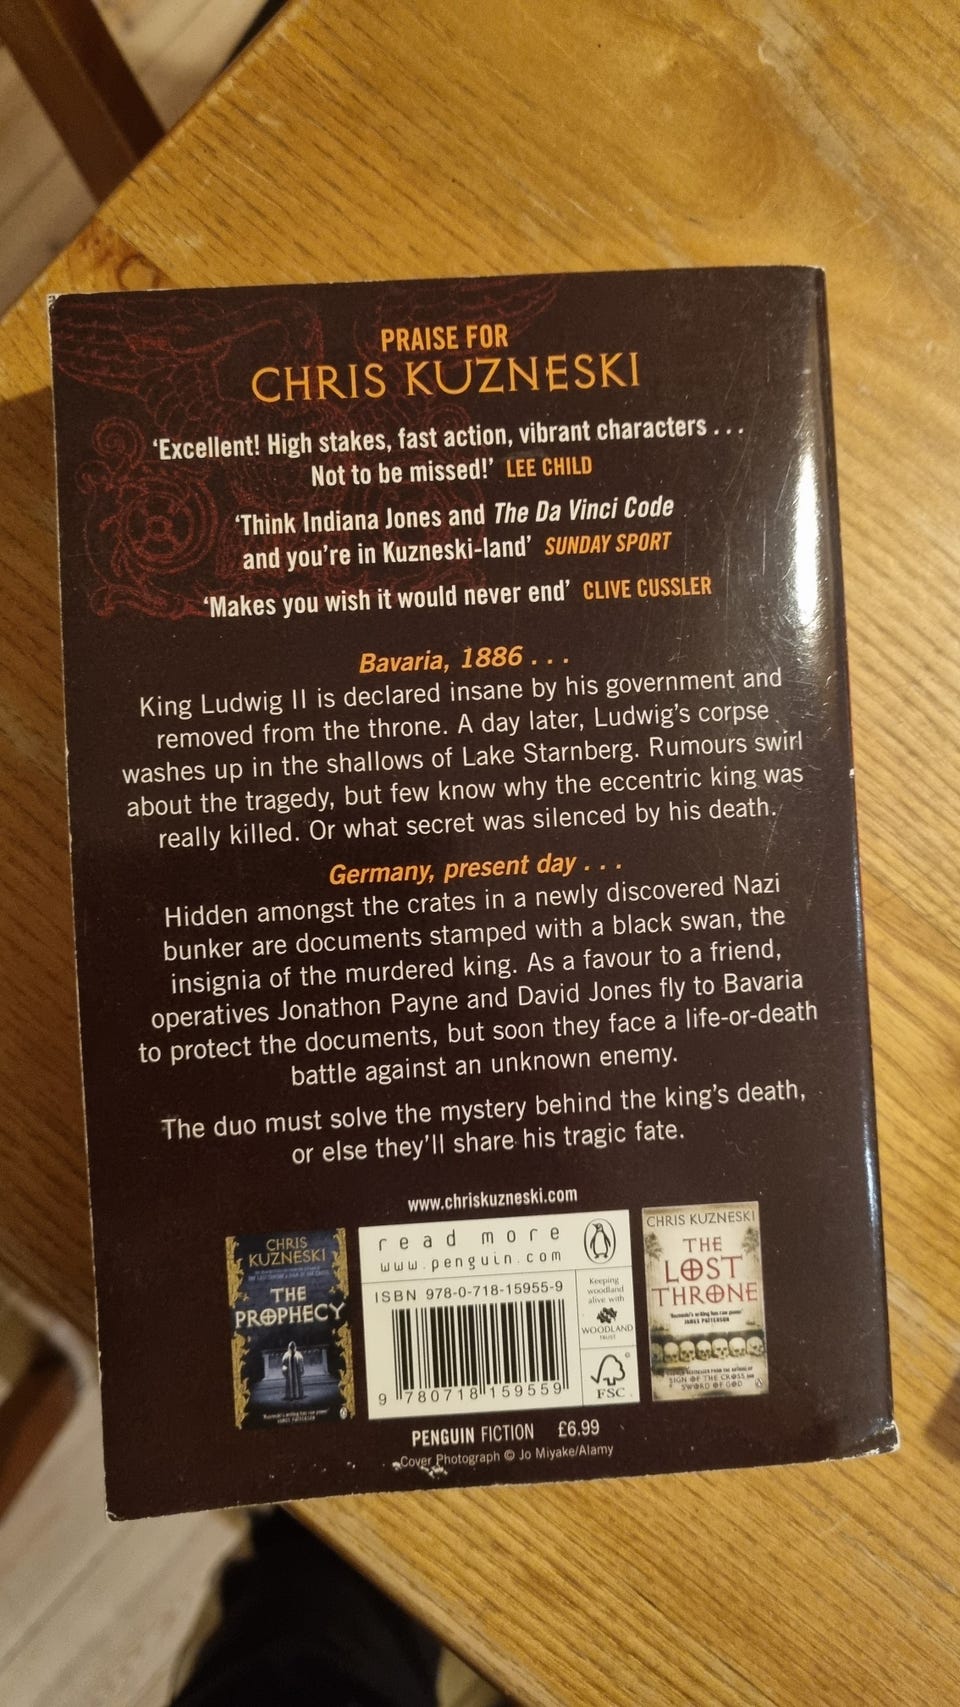 PRAISE FOR
CHRIS KUZNESKI
‘Excellent! High stakes, fast action, vibrant characters . . .
Not to be missed!’ LEE CHILD
‘Think Indiana Jones and The Da Vinci Code
and you’re in Kuzneski-land’ SUNDAY SPORT
‘Makes you wish it would never end’ CLIVE CUSSLER
Bavaria, 1886 . . .
King Ludwig II is declared insane by his government and
removed from the throne. A day later, Ludwig’s corpse
washes up in the shallows of Lake Starnberg. Rumours swirl
about the tragedy, but few know why the eccentric king was
really killed. Or what secret was silenced by his death.
Germany, present day . . .
Hidden amongst the crates in a newly discovered Nazi
bunker are documents stamped with a black swan, the
insignia of the murdered king. As a favour to a friend,
operatives Jonathon Payne and David Jones fly to Bavaria
to protect the documents, but soon they face a life-or-death
battle against an unknown enemy.
The duo must solve the mystery behind the king’s death,
or else they’ll share his tragic fate.
www.chriskuzneski.com
CHRIS
KUZNESKI
THE
PROPHECY
read more
www.penguin.com
ISBN 978-0-718-15955-9
9 780718 159559
Keeping
woodland
alive with
WOODLAND
TRUST
FSC
CHRIS KUZNESKI
THE
LOST
THRONE
JAMES PATTERSON
SIGN OF THE CROSS AND
SWORD OF GOD
PENGUIN FICTION £6.99
Cover Photograph © Jo Miyake/Alamy